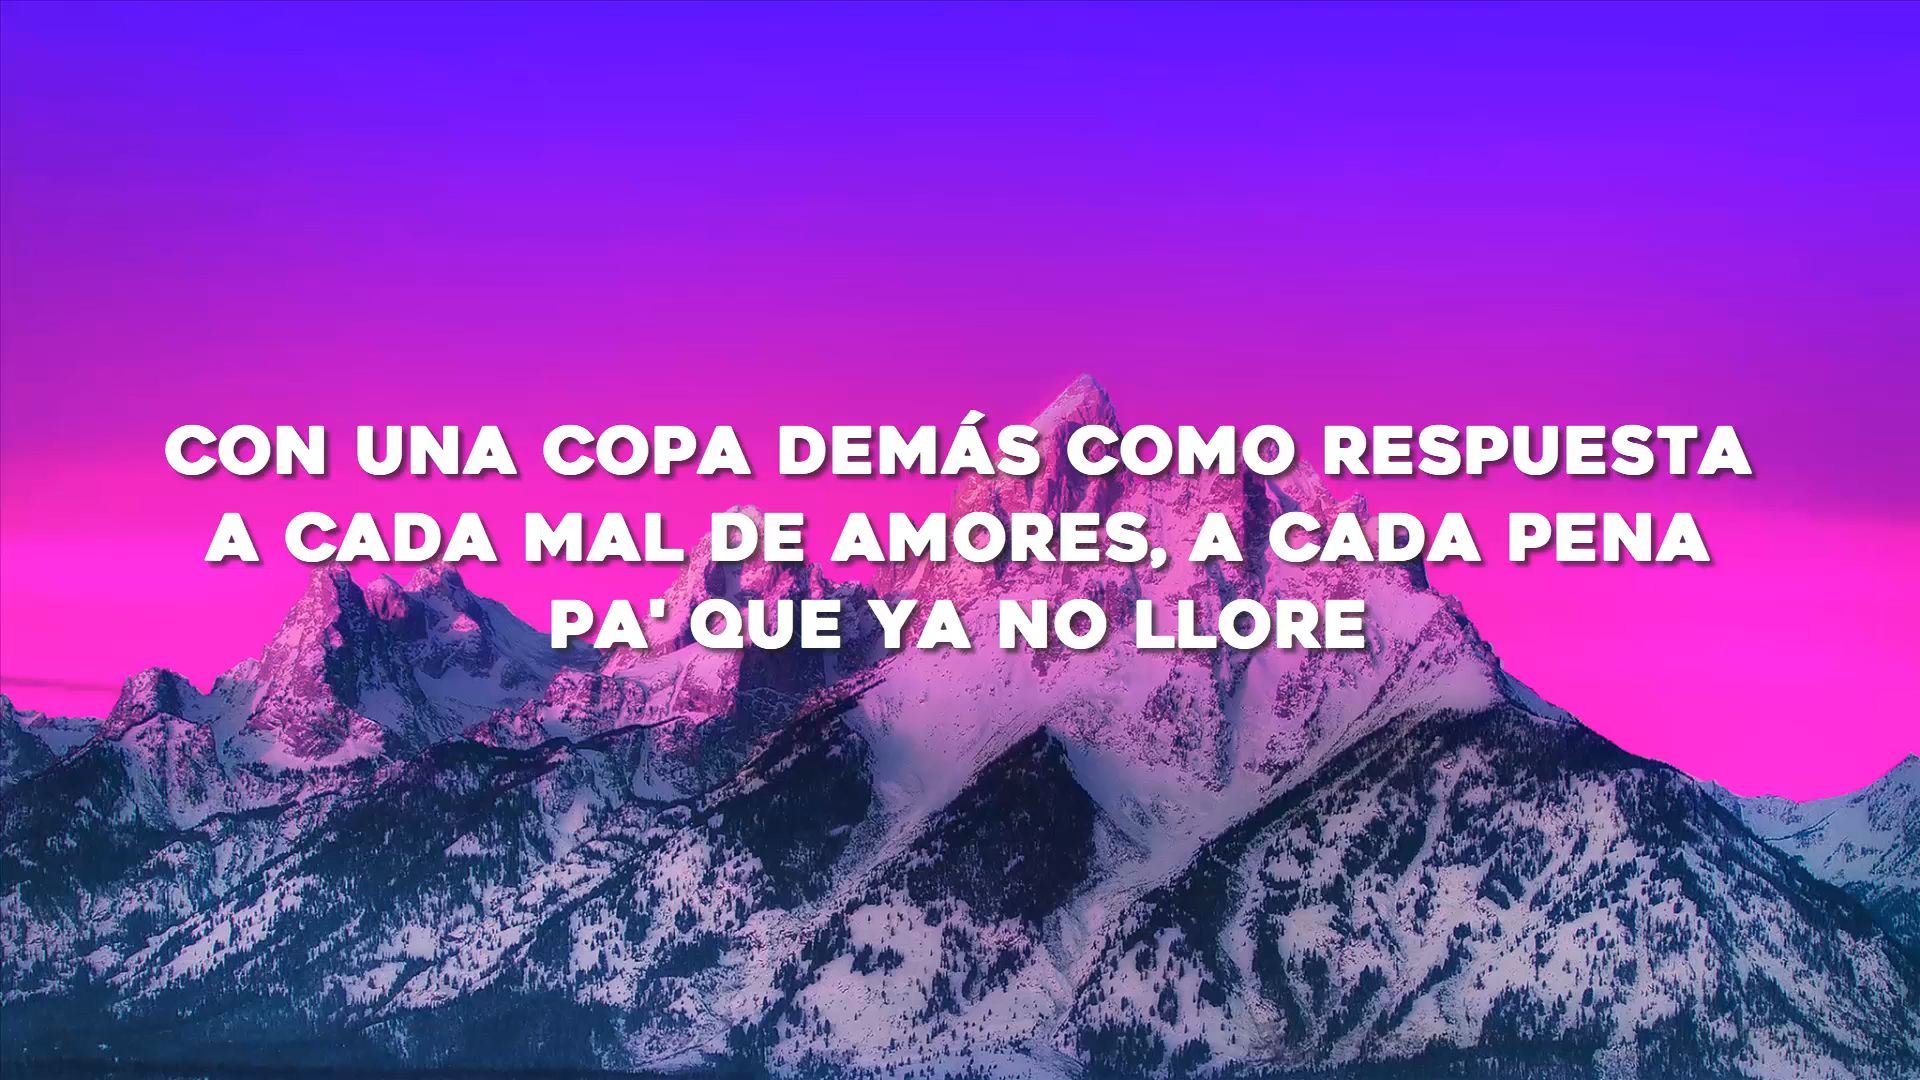 CON UNA COPA DEMÁS COMO RESPUESTA
A CADA MAL DE AMORES, A CADA PENA
PA' QUE YA NO LLORE